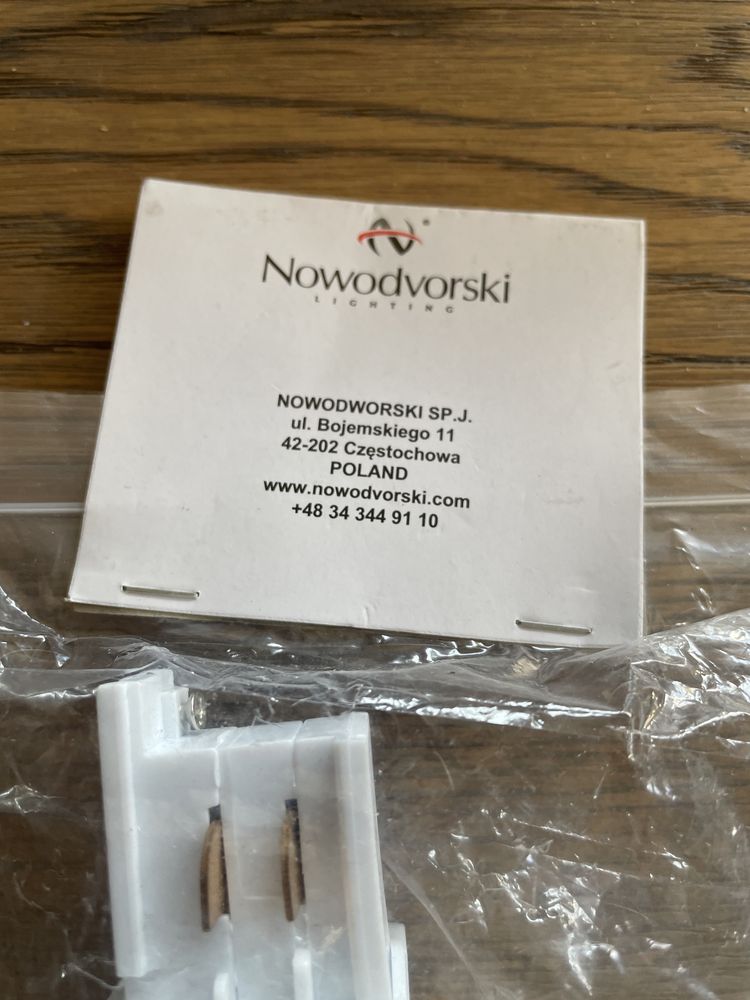 N®
Nowodvorski
LIGHTING
NOWODWORSKI SP.J.
ul. Bojemskiego 11
42-202 Częstochowa
POLAND
www.nowodvorski.com
+48 34 344 91 10